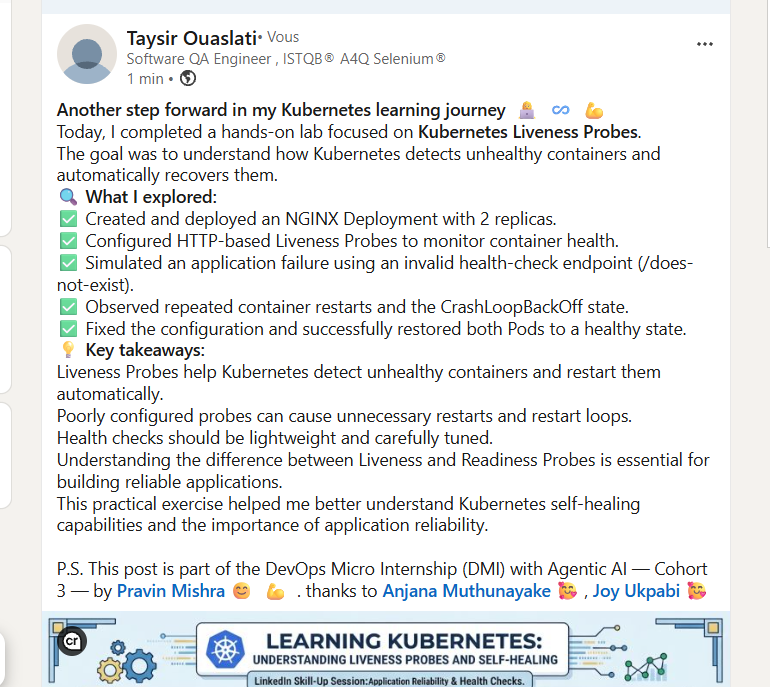 Taysir Ouaslati • Vous
Software QA Engineer , ISTQB® A4Q Selenium®
1 min •
Another step forward in my Kubernetes learning journey 👩‍💻 ♾️ 💪
Today, I completed a hands-on lab focused on Kubernetes Liveness Probes.
The goal was to understand how Kubernetes detects unhealthy containers and
automatically recovers them.
🔍 What I explored:
✅ Created and deployed an NGINX Deployment with 2 replicas.
✅ Configured HTTP-based Liveness Probes to monitor container health.
✅ Simulated an application failure using an invalid health-check endpoint (/does-
not-exist).
✅ Observed repeated container restarts and the CrashLoopBackOff state.
✅ Fixed the configuration and successfully restored both Pods to a healthy state.
💡 Key takeaways:
Liveness Probes help Kubernetes detect unhealthy containers and restart them
automatically.
Poorly configured probes can cause unnecessary restarts and restart loops.
Health checks should be lightweight and carefully tuned.
Understanding the difference between Liveness and Readiness Probes is essential for
building reliable applications.
This practical exercise helped me better understand Kubernetes self-healing
capabilities and the importance of application reliability.
P.S. This post is part of the DevOps Micro Internship (DMI) with Agentic AI — Cohort
3 — by Pravin Mishra 😊 💪 . thanks to Anjana Muthunayake 🥰 , Joy Ukpabi 🥰
cr
LEARNING KUBERNETES:
UNDERSTANDING LIVENESS PROBES AND SELF-HEALING
LinkedIn Skill-Up Session: Application Reliability & Health Checks.